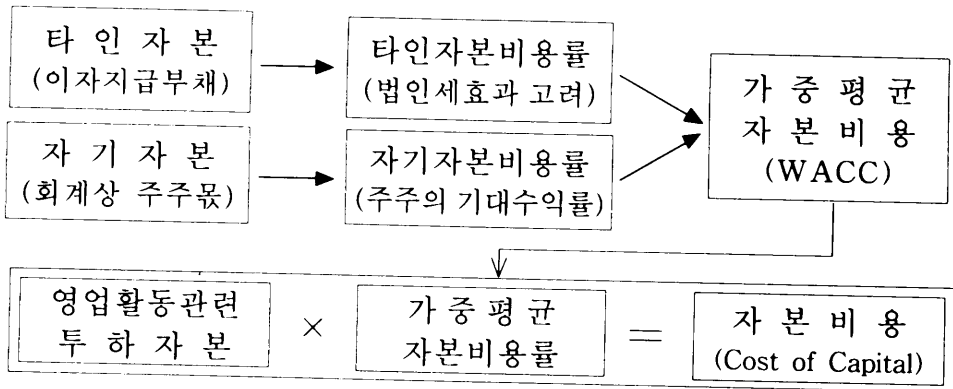 타 인 자 본
(이자지급부채)
타인자본비용률
(법인세효과 고려)
자 기 자 본
(회계상 주주몫)
자기자본비용률
(주주의 기대수익률)
가 중 평 균
자 본 비 용
(WACC)
영업활동관련
투 하 자 본
×
가 중 평 균
자본비용률
=
자 본 비 용
(Cost of Capital)